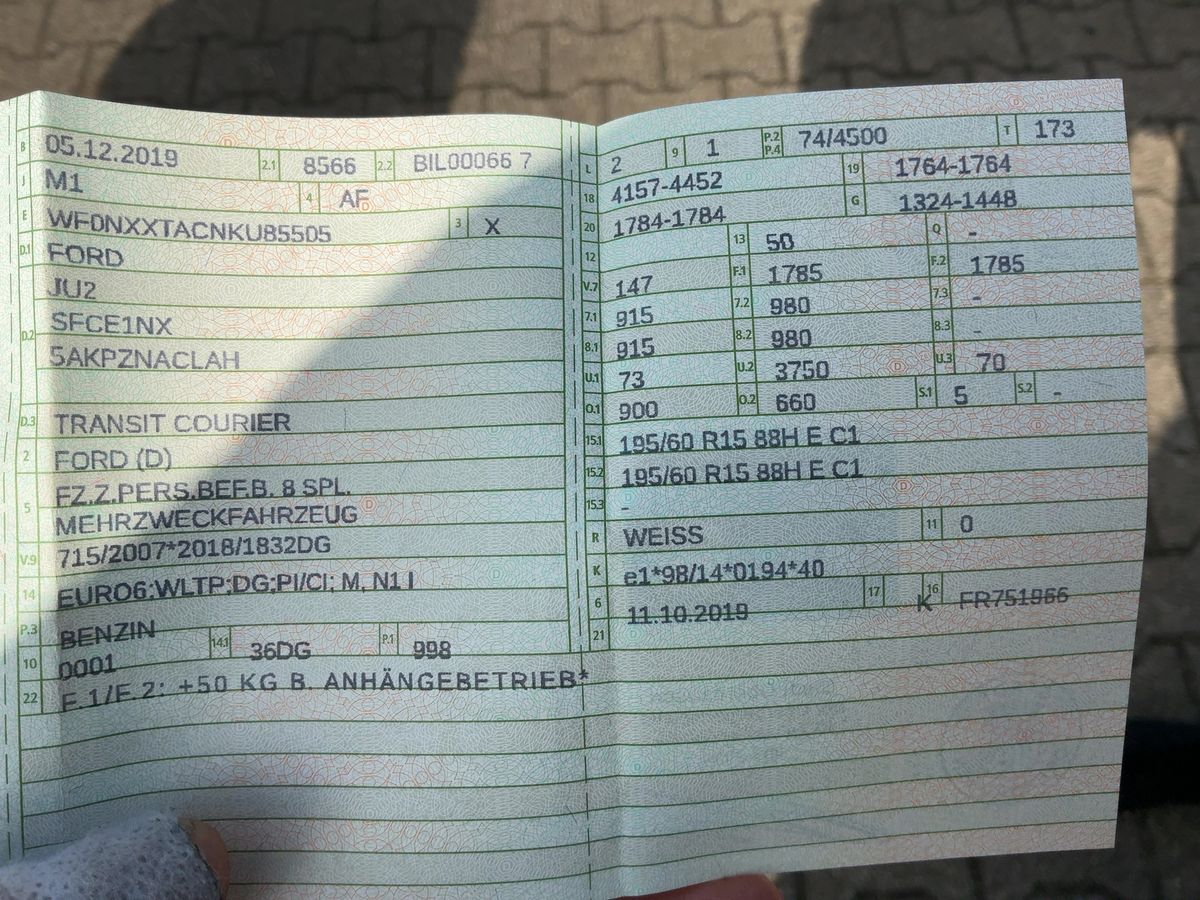 B 05.12.2019 2.1 8566 2.2 BIL00066 7
J M1 4 AF
E WF0NXXTACNKU85505 3 X
D.1 FORD
D.2 JU2
SFCE1NX
5AKPZNACLAH
D.3 TRANSIT COURIER
2 FORD (D)
5 FZ.Z.PERS.BEF.B. 8 SPL.
MEHRZWECKFAHRZEUG
V.9 715/2007*2018/1832DG
14 EURO6;WLTP;DG;PI/CI; M, N1 I
P.3 BENZIN
10 0001 14.1 36DG P.1 998
22 F.1/F.2: +50 KG B. ANHÄNGEBETRIEB*
L 2 9 1 P.2 P.4 74/4500 T 173
18 4157-4452 19 1764-1764
20 1784-1784 G 1324-1448
12 13 50 Q -
V.7 147 F.1 1785 F.2 1785
7.1 915 7.2 980 7.3 -
8.1 915 8.2 980 8.3 -
U.1 73 U.2 3750 U.3 70
O.1 900 O.2 660 S.1 5 S.2 -
15.1 195/60 R15 88H E C1
15.2 195/60 R15 88H E C1
15.3 -
R WEISS 11 0
K e1*98/14*0194*40
6 11.10.2019 17 K 16 FR751966
21